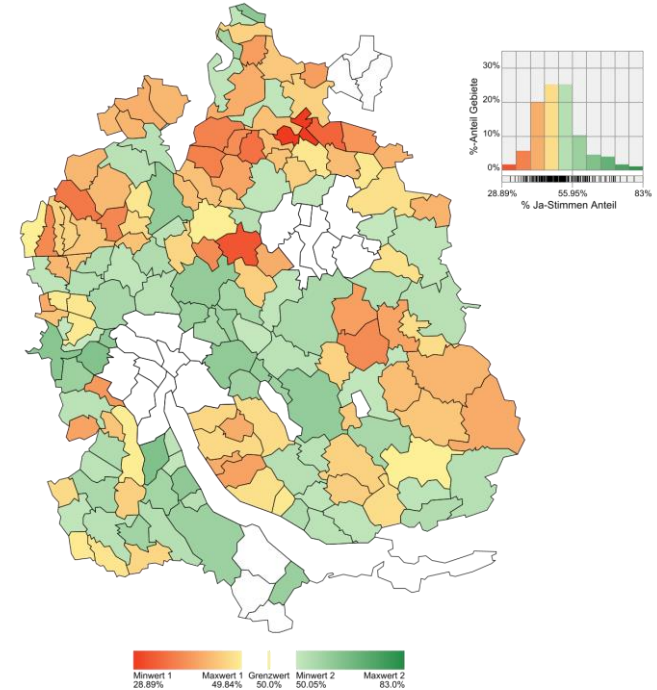 30%
20%
10%
0%
%-Anteil Gebiete
28.89% 55.95% 83%
% Ja-Stimmen Anteil
Minwert 1 Maxwert 1 Grenzwert Minwert 2 Maxwert 2
28.89% 49.84% 50.0% 50.05% 83.0%